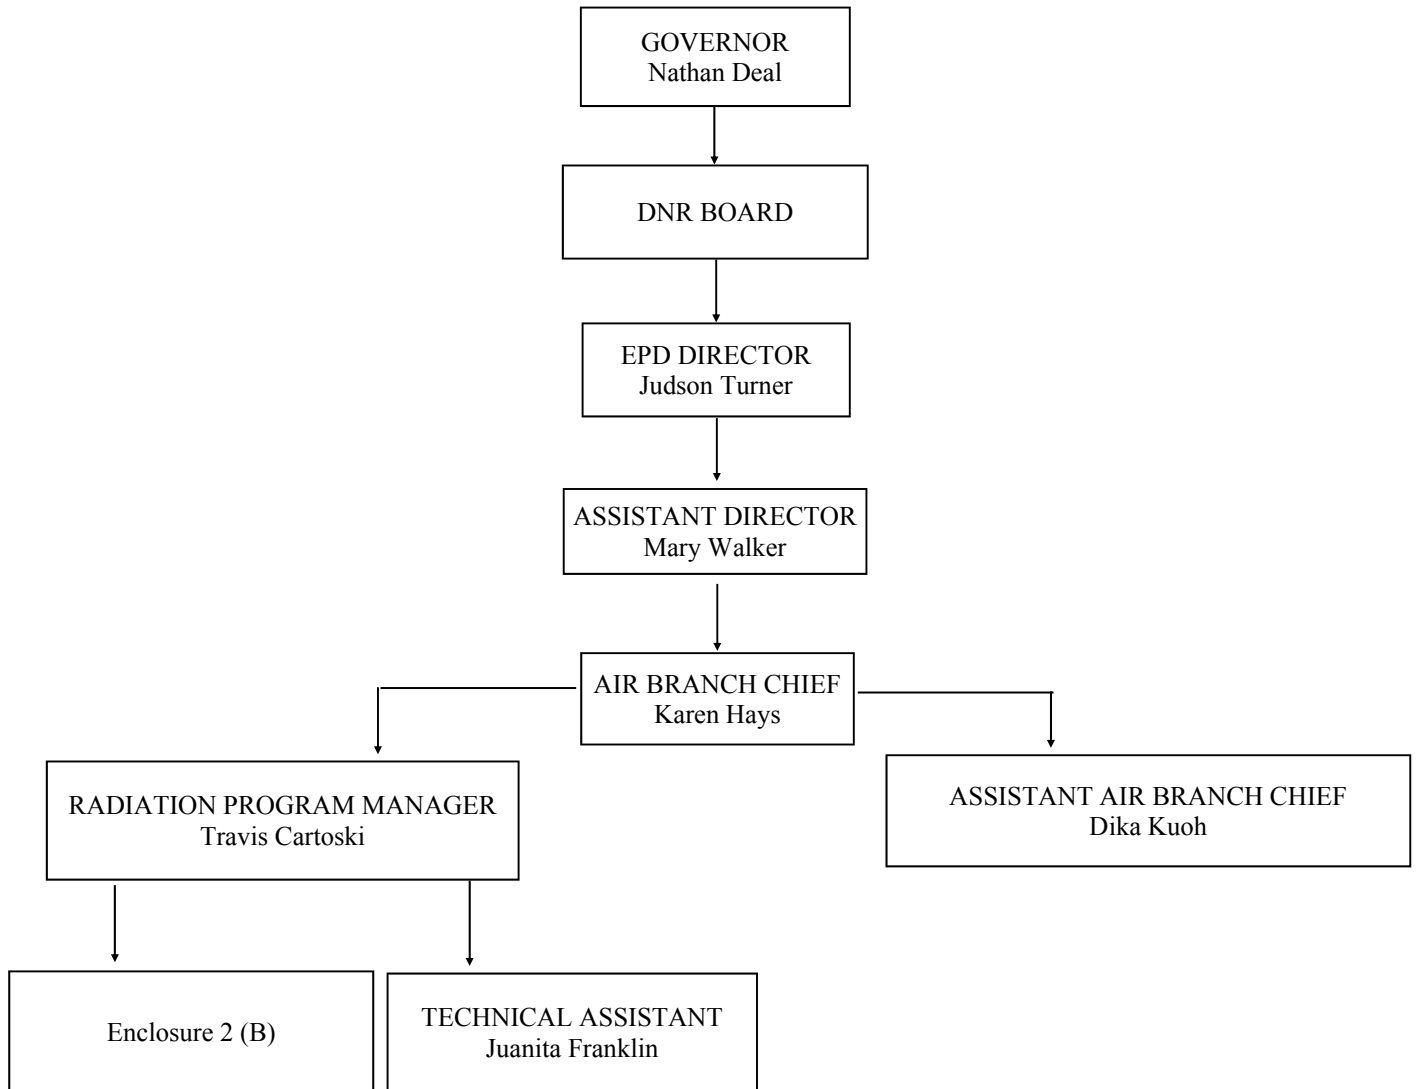 GOVERNOR
Nathan Deal
DNR BOARD
EPD DIRECTOR
Judson Turner
ASSISTANT DIRECTOR
Mary Walker
AIR BRANCH CHIEF
Karen Hays
RADIATION PROGRAM MANAGER
Travis Cartoski
ASSISTANT AIR BRANCH CHIEF
Dika Kuoh
Enclosure 2 (B)
TECHNICAL ASSISTANT
Juanita Franklin